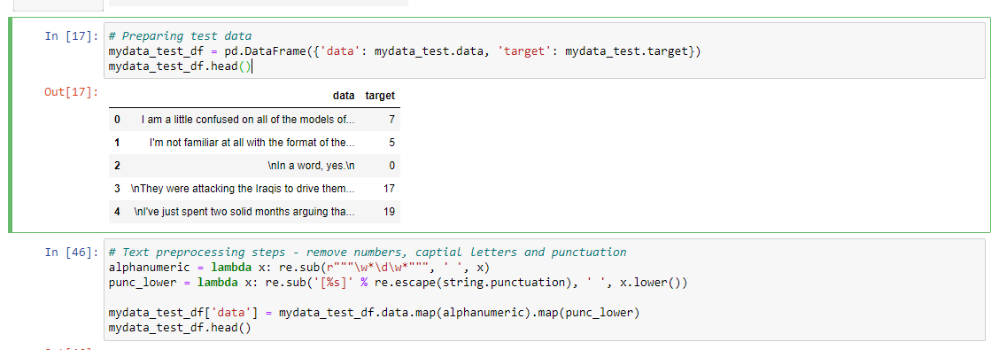 In [17]: # Preparing test data
mydata_test_df = pd.DataFrame({'data': mydata_test.data, 'target': mydata_test.target})
mydata_test_df.head()
Out[17]:
data target
0 I am a little confused on all of the models of... 7
1 I'm not familiar at all with the format of the... 5
2 \nIn a word, yes.\n 0
3 \nThey were attacking the Iraqis to drive them... 17
4 \nI've just spent two solid months arguing tha... 19
In [46]: # Text preprocessing steps - remove numbers, captial letters and punctuation
alphanumeric = lambda x: re.sub(r"""\w*\d\w*""", ' ', x)
punc_lower = lambda x: re.sub('[%s]' % re.escape(string.punctuation), ' ', x.lower())
mydata_test_df['data'] = mydata_test_df.data.map(alphanumeric).map(punc_lower)
mydata_test_df.head()